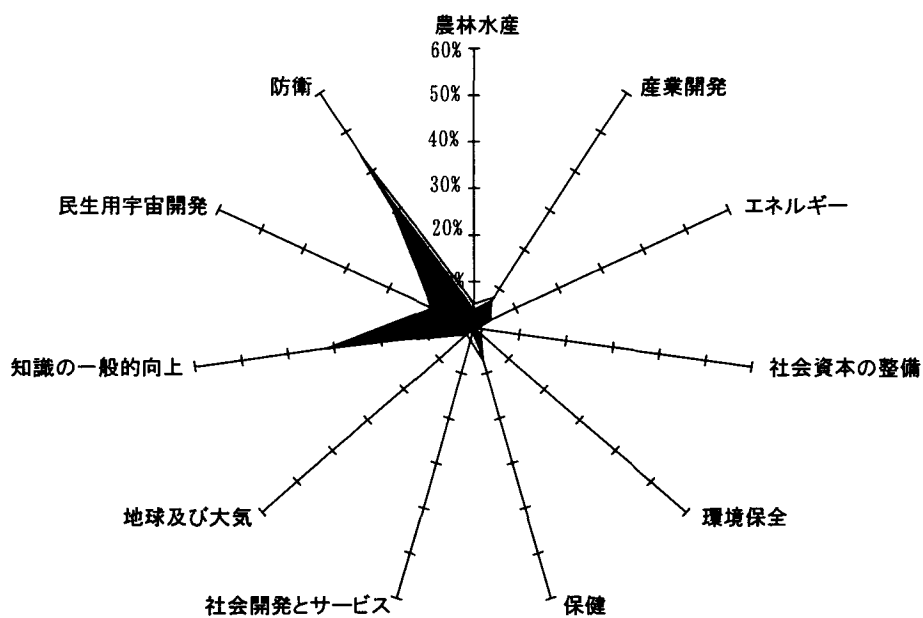 農林水産
60%
防衛
産業開発
50%
40%
民生用宇宙開発
エネルギー
30%
20%
%
知識の一般的向上
社会資本の整備
地球及び大気
環境保全
社会開発とサービス
保健